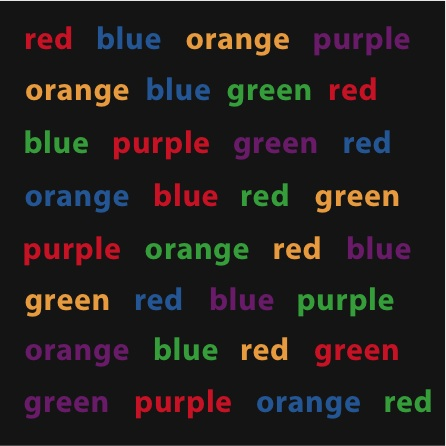 red blue orange purple
orange blue green red
blue purple green red
orange blue red green
purple orange red blue
green red blue purple
orange blue red green
green purple orange red